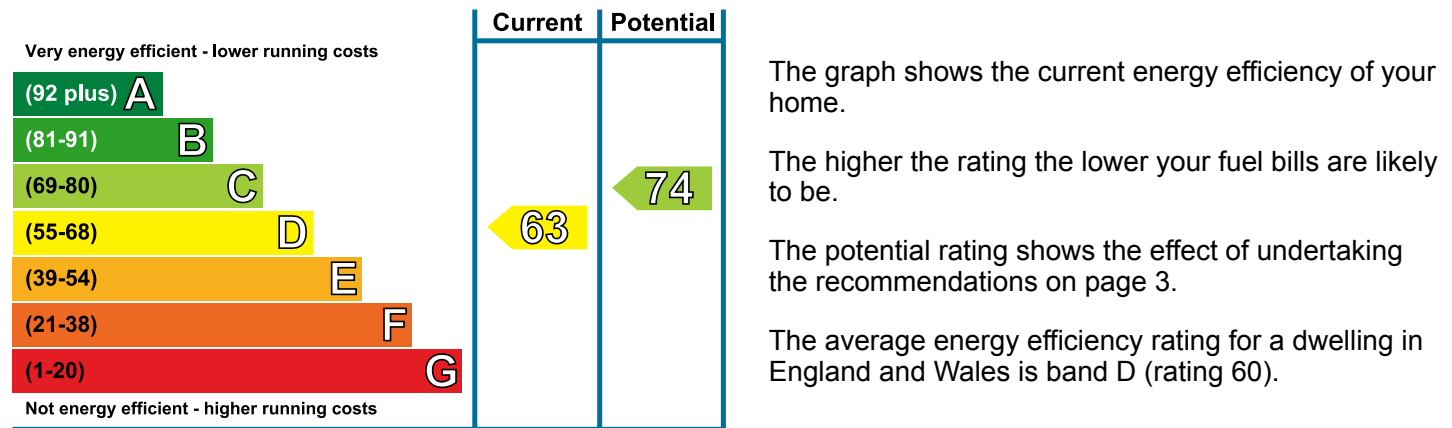 Current Potential
Very energy efficient - lower running costs
(92 plus) A
(81-91) B
(69-80) C
(55-68) D
(39-54) E
(21-38) F
(1-20) G
Not energy efficient - higher running costs
63
74
The graph shows the current energy efficiency of your
home.
The higher the rating the lower your fuel bills are likely
to be.
The potential rating shows the effect of undertaking
the recommendations on page 3.
The average energy efficiency rating for a dwelling in
England and Wales is band D (rating 60).